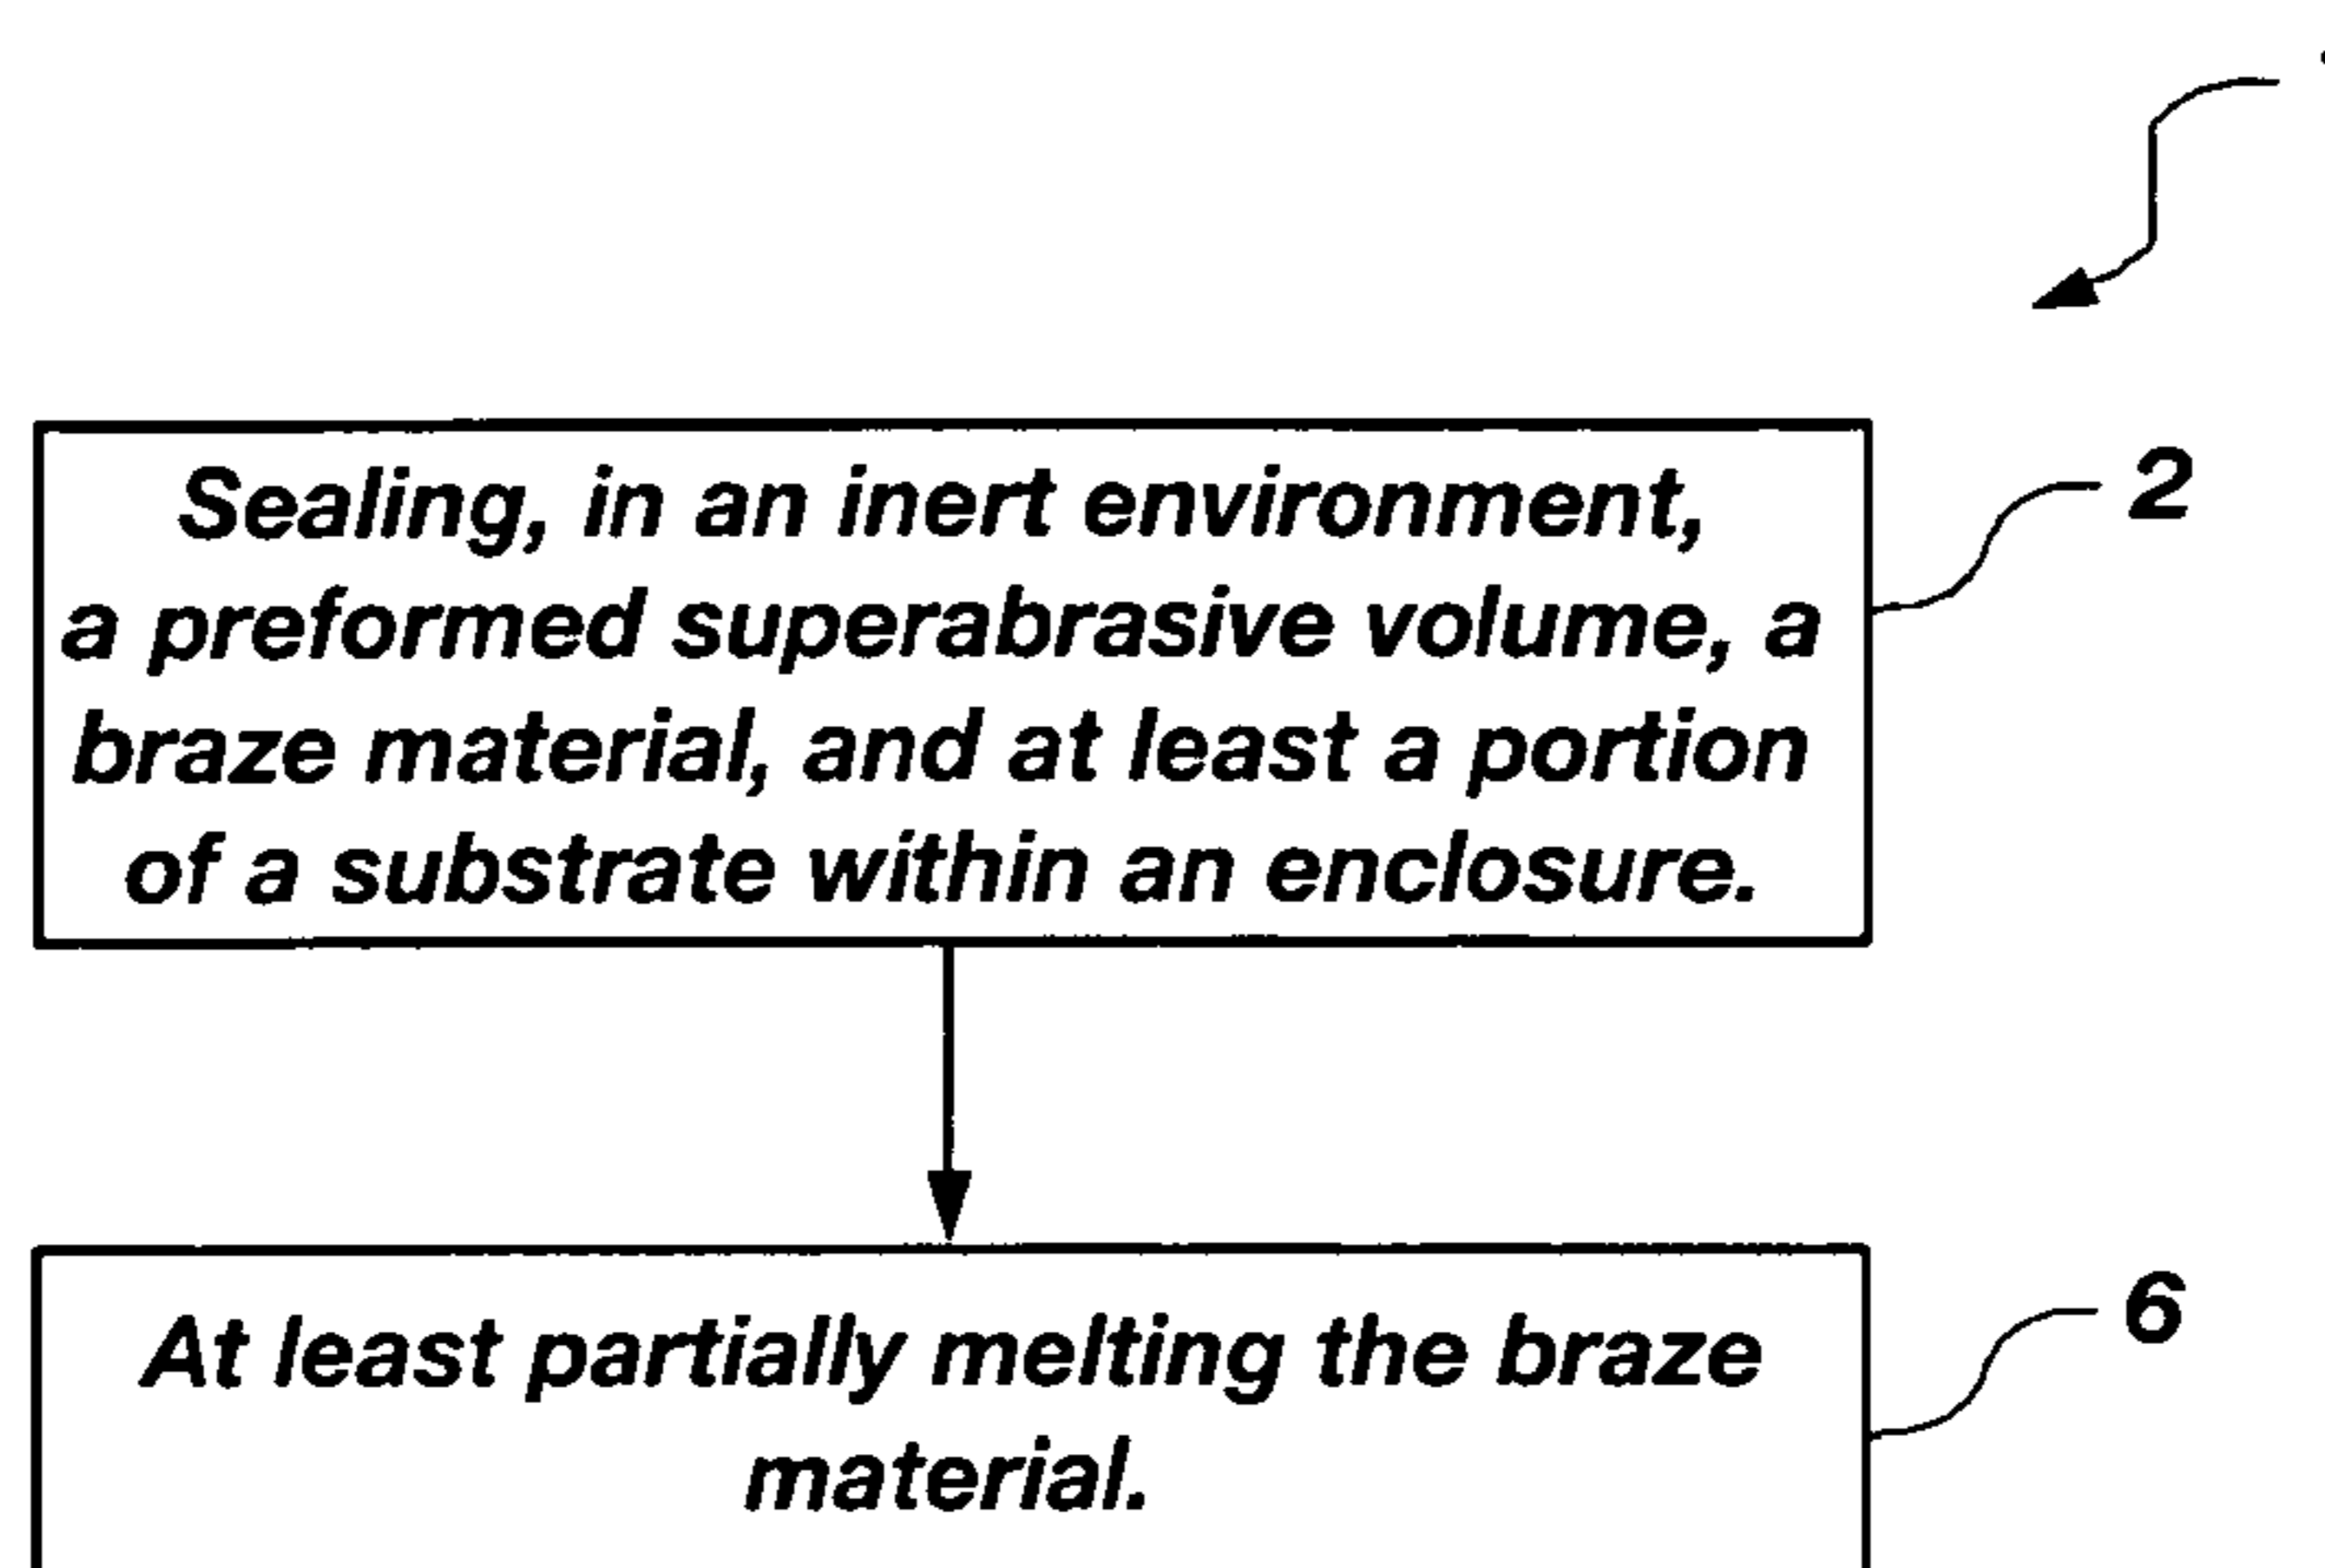 Sealing, in an inert environment,
2
a preformed superabrasive volume, a
braze material, and at least a portion
of a substrate within an enclosure.
6
At least partially melting the braze
material.